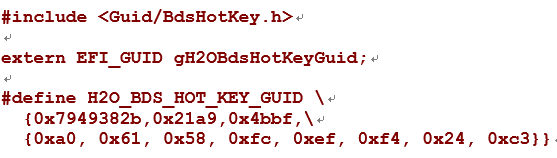 #include <Guid/BdsHotKey.h>
extern EFI_GUID gH2OBdsHotKeyGuid;
#define H2O_BDS_HOT_KEY_GUID \
{0x7949382b,0x21a9,0x4bbf,\
{0xa0, 0x61, 0x58, 0xfc, 0xef, 0xf4, 0x24, 0xc3}}